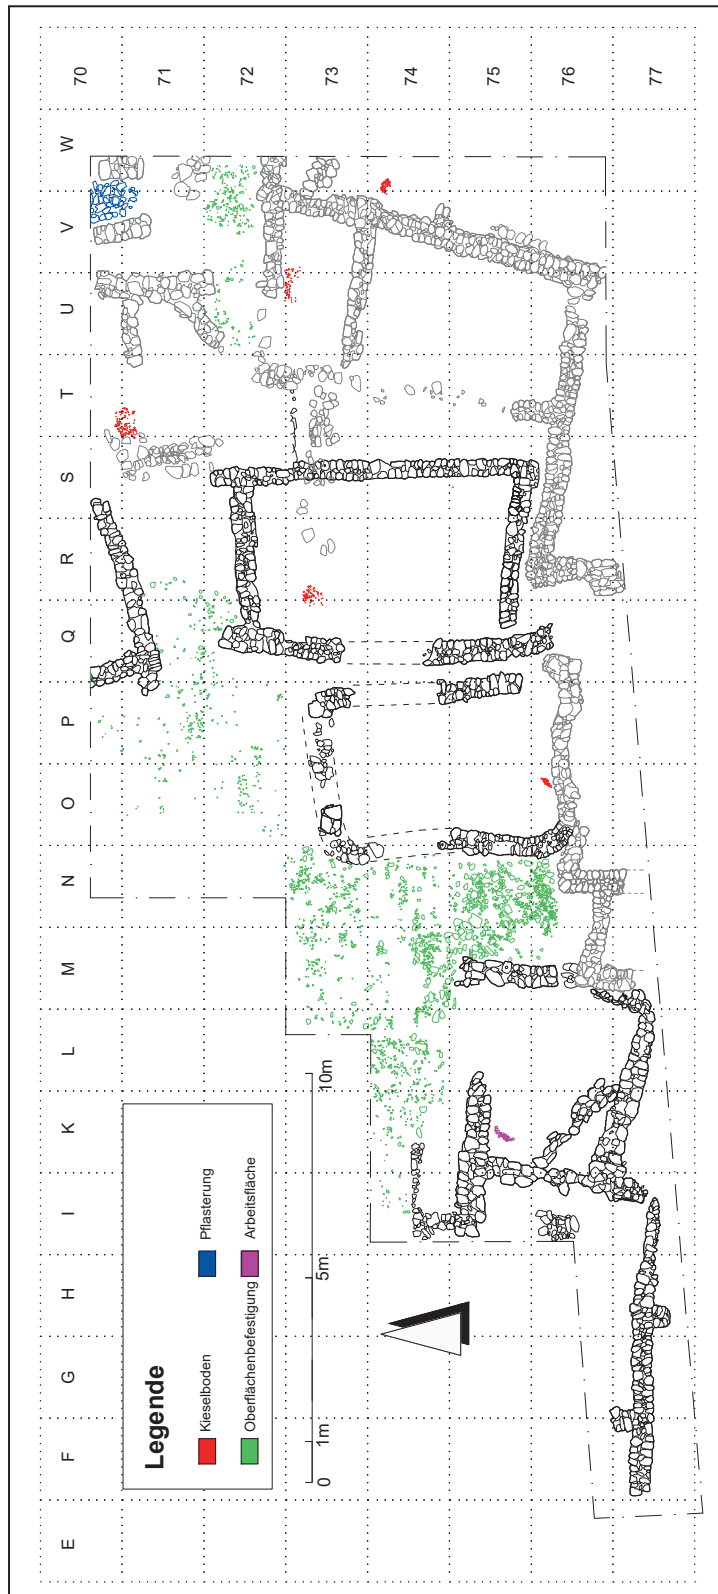 70 71 72 73 74 75 76 77
E F G H I K L M N O P Q R S T U V W
Legende
Kieselboden Pflasterung
Oberflächenbefestigung Arbeitsfläche
0 1m 5m 10m